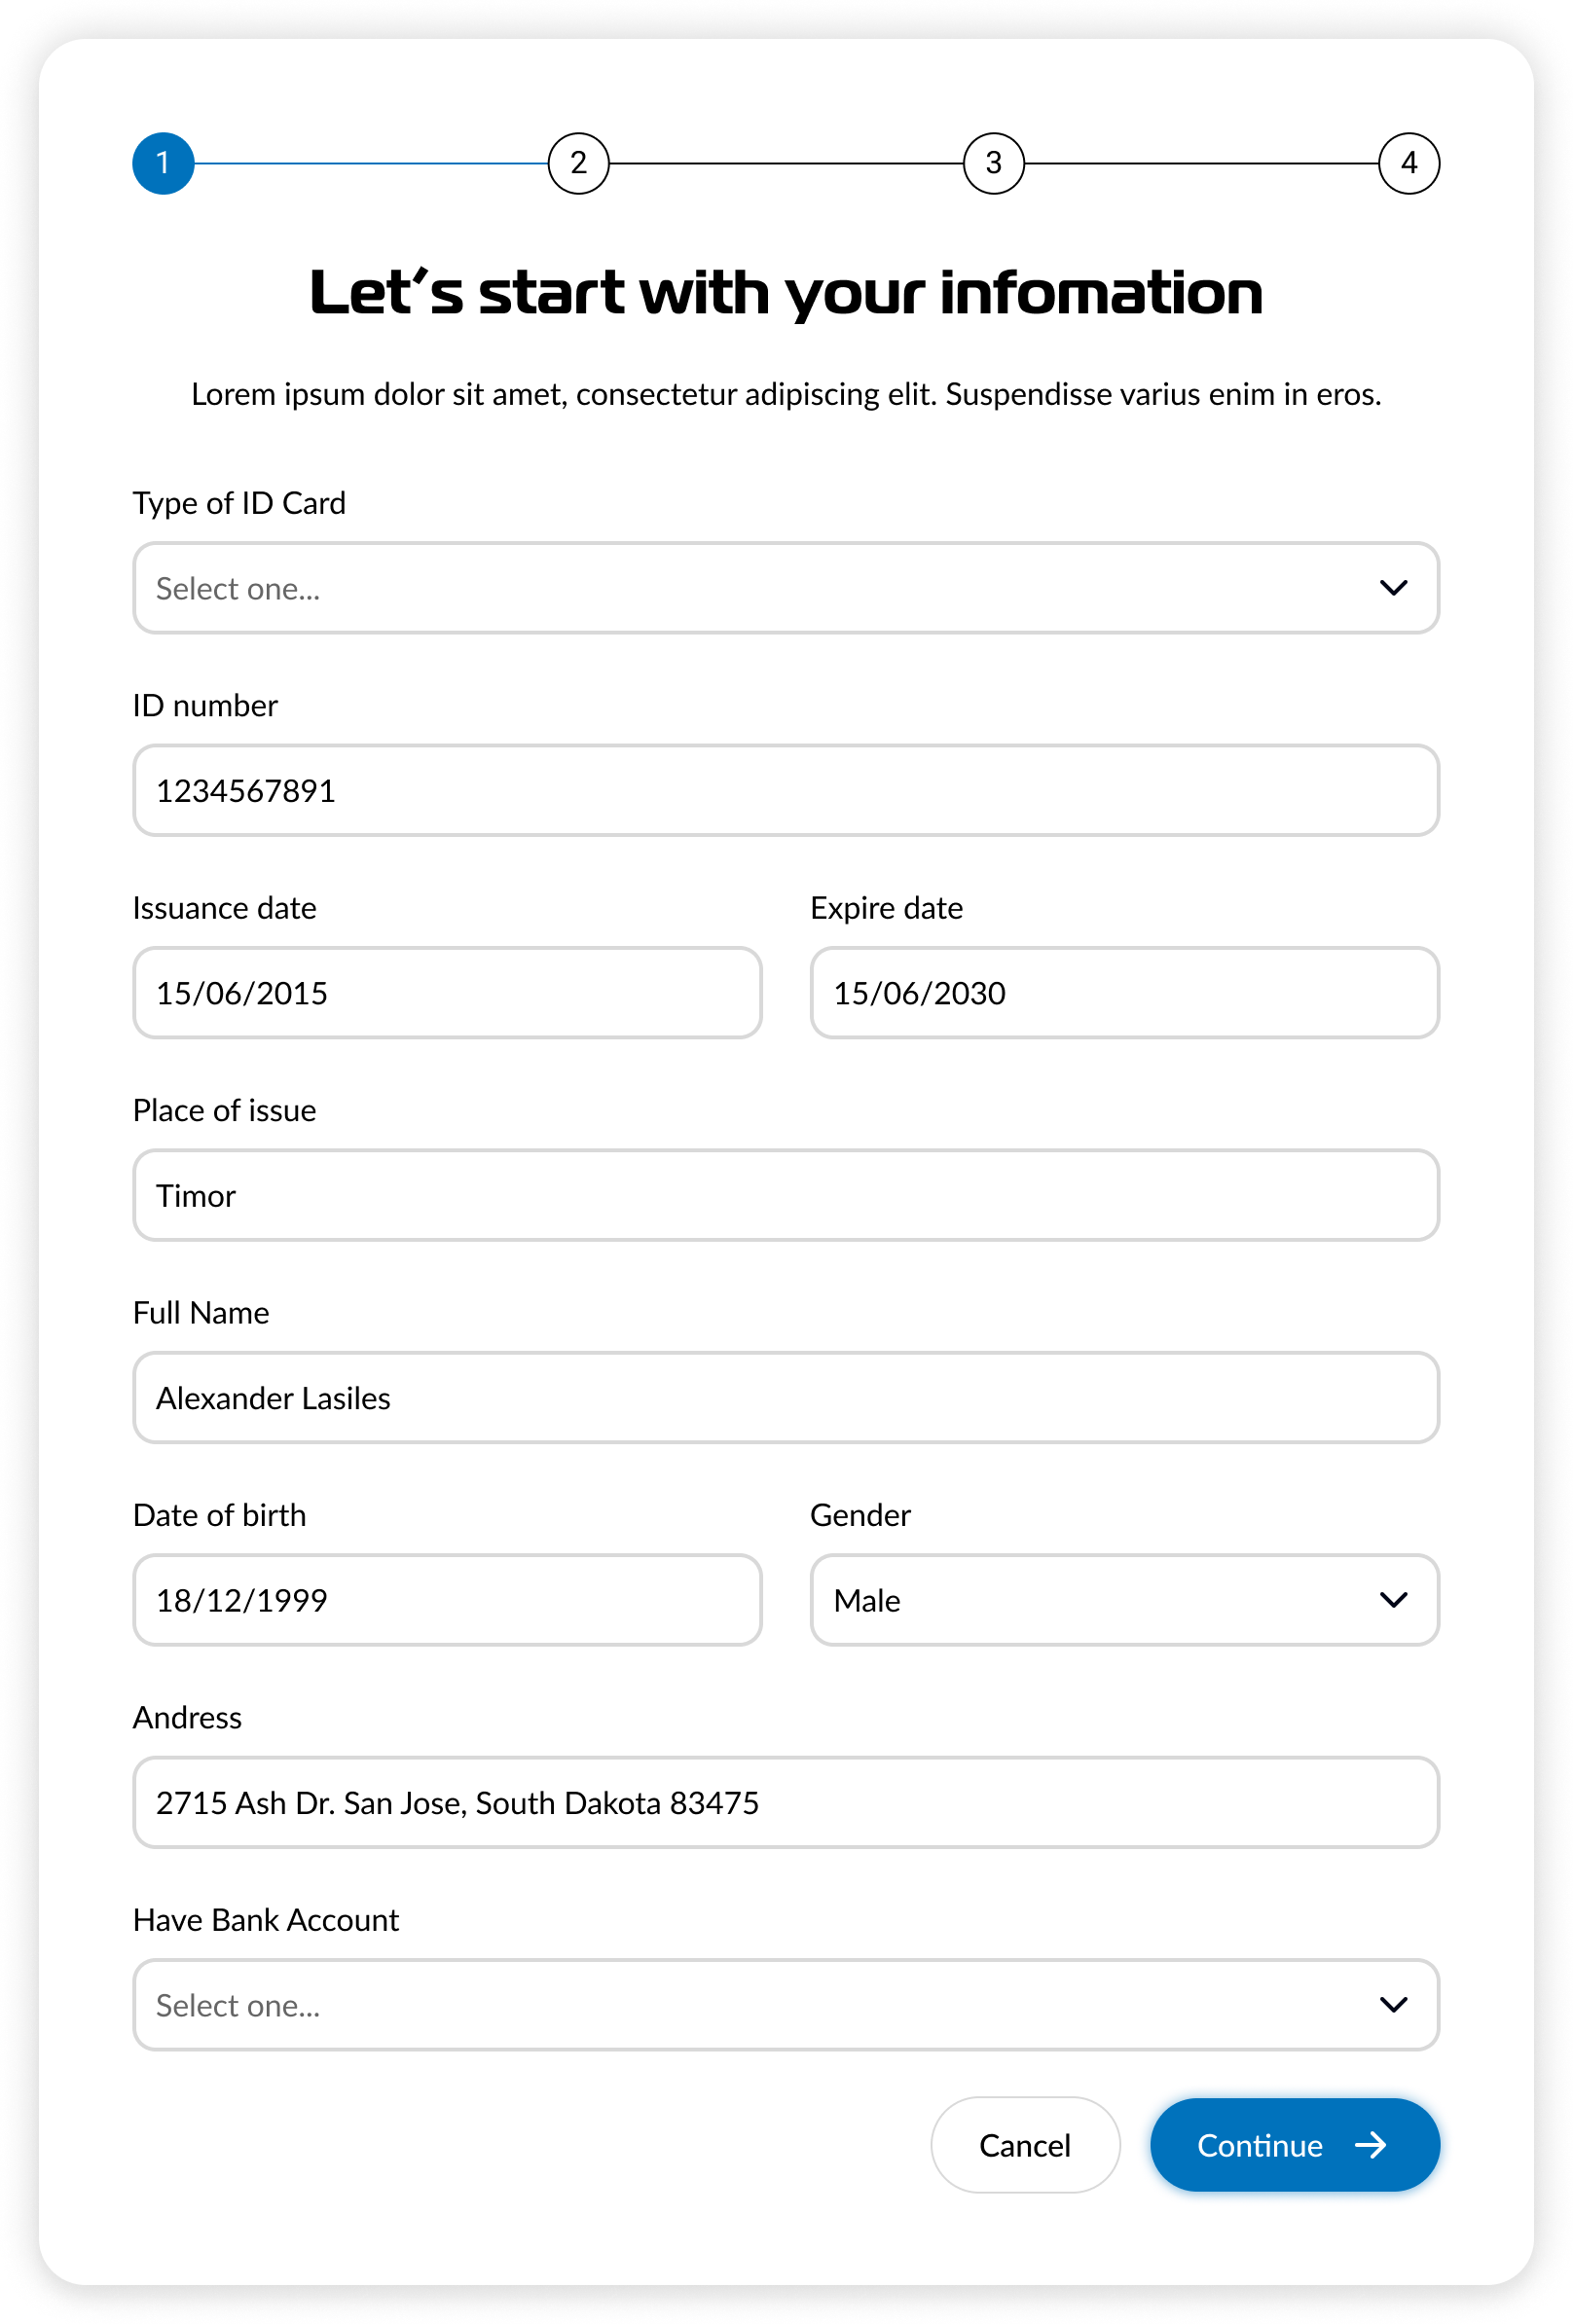 1 2 3 4
Let’s start with your infomation
Lorem ipsum dolor sit amet, consectetur adipiscing elit. Suspendisse varius enim in eros.
Type of ID Card
Select one...
ID number
1234567891
Issuance date Expire date
15/06/2015 15/06/2030
Place of issue
Timor
Full Name
Alexander Lasiles
Date of birth Gender
18/12/1999 Male
Andress
2715 Ash Dr. San Jose, South Dakota 83475
Have Bank Account
Select one...
Cancel Continue